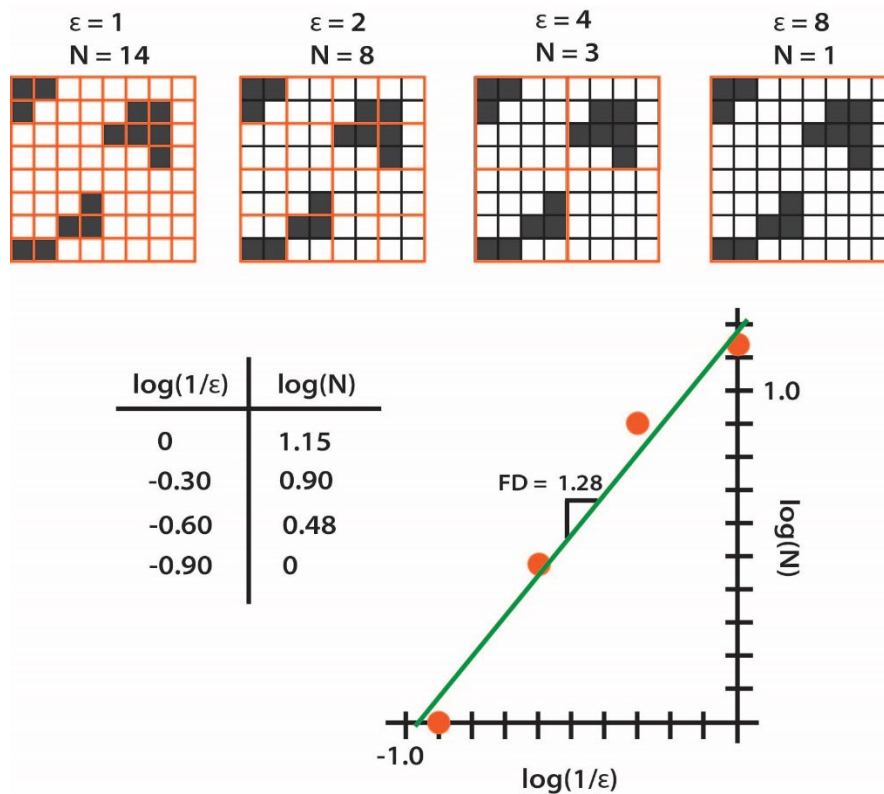 ε = 1
N = 14
ε = 2
N = 8
ε = 4
N = 3
ε = 8
N = 1
log(1/ε) log(N)
0 1.15
-0.30 0.90
-0.60 0.48
-0.90 0
FD = 1.28
1.0
log(N)
-1.0
log(1/ε)